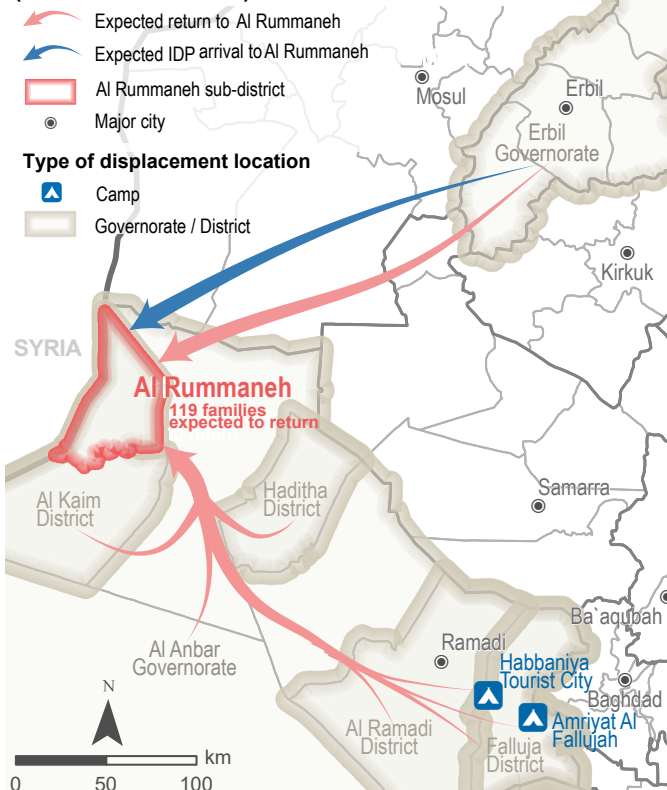 Expected return to Al Rummaneh
Expected IDP arrival to Al Rummaneh
Al Rummaneh sub-district
Major city
Type of displacement location
Camp
Governorate / District
Mosul
Erbil
Erbil
Governorate
Kirkuk
SYRIA
Al Rummaneh
119 families
expected to return
Al Kaim
District
Haditha
District
Samarra
Ba`aqubah
Al Anbar
Governorate
Ramadi
Habbaniya
Tourist City
Baghdad
Amriyat Al
Fallujah
Al Ramadi
District
Falluja
District
N
km
0 50 100